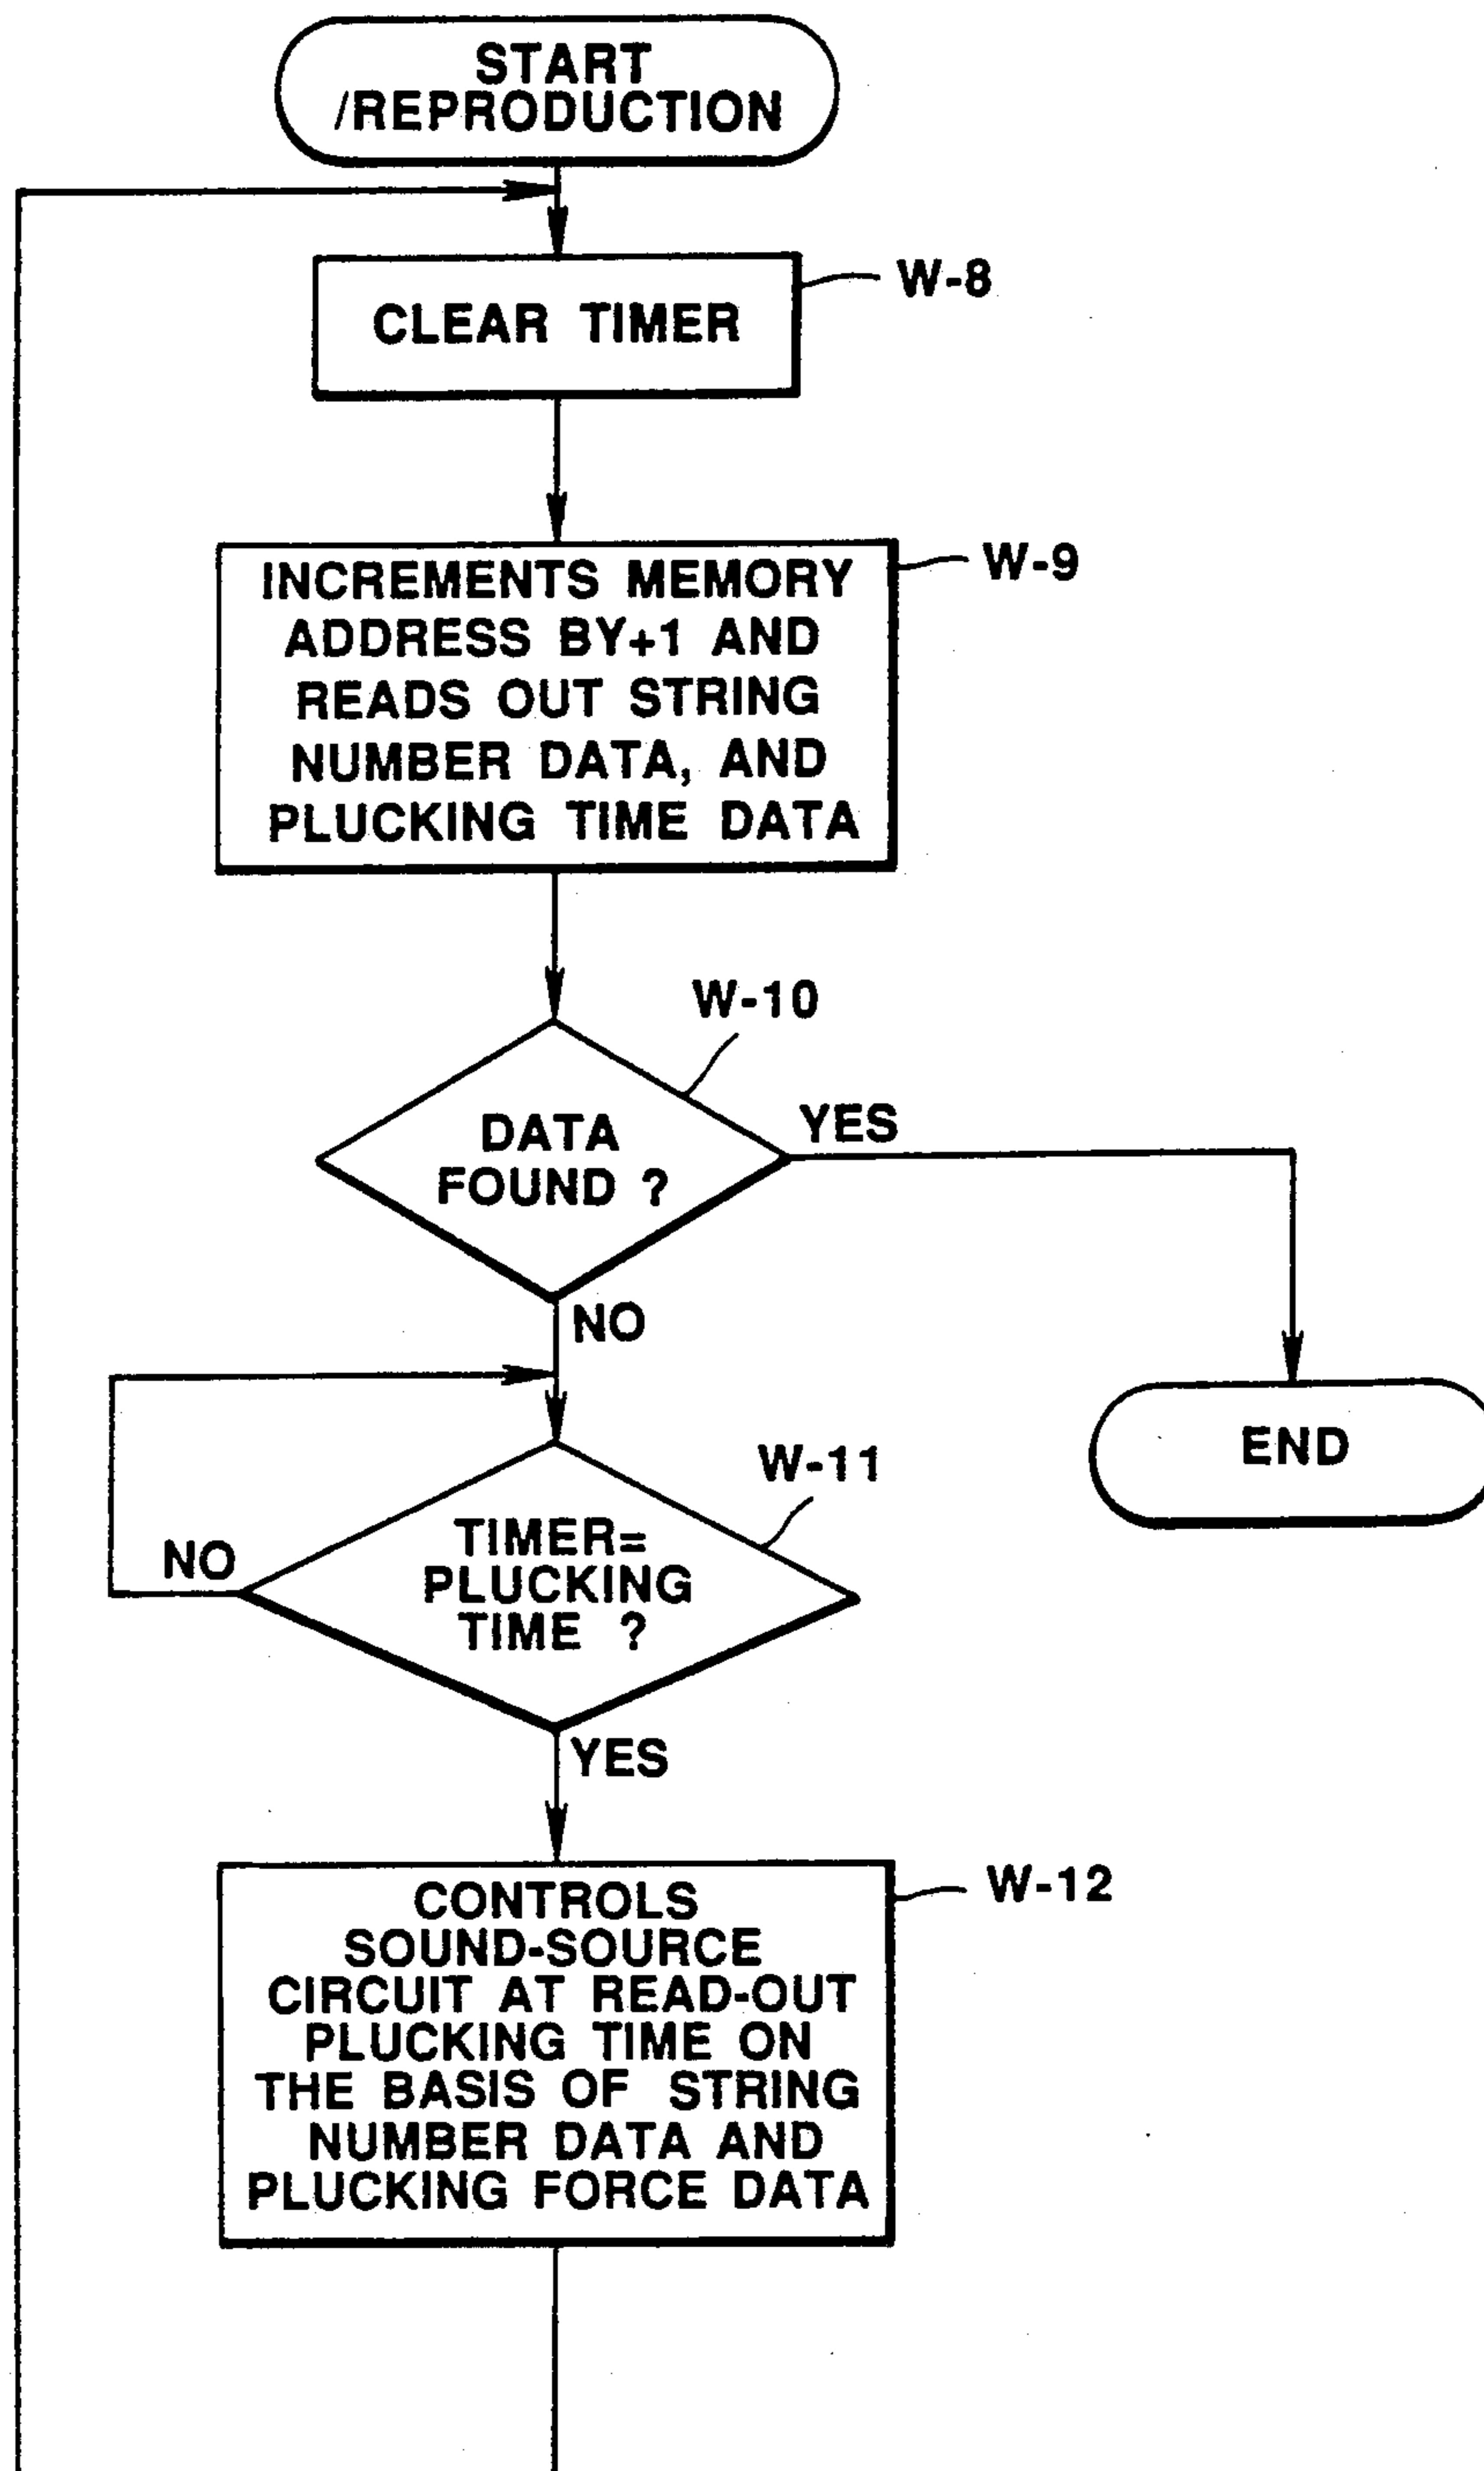 START
/REPRODUCTION
CLEAR TIMER
W-8
INCREMENTS MEMORY
ADDRESS BY+1 AND
READS OUT STRING
NUMBER DATA, AND
PLUCKING TIME DATA
W-9
W-10
DATA
FOUND ?
YES
NO
END
W-11
TIMER=
PLUCKING
TIME ?
NO
YES
CONTROLS
SOUND-SOURCE
CIRCUIT AT READ-OUT
PLUCKING TIME ON
THE BASIS OF STRING
NUMBER DATA AND
PLUCKING FORCE DATA
W-12